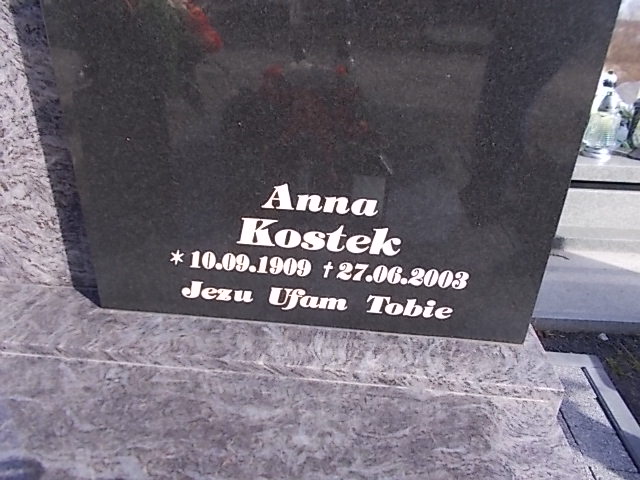 Anna
Kostek
* 10.09.1909 † 27.06.2003
Jezu Ufam Tobie